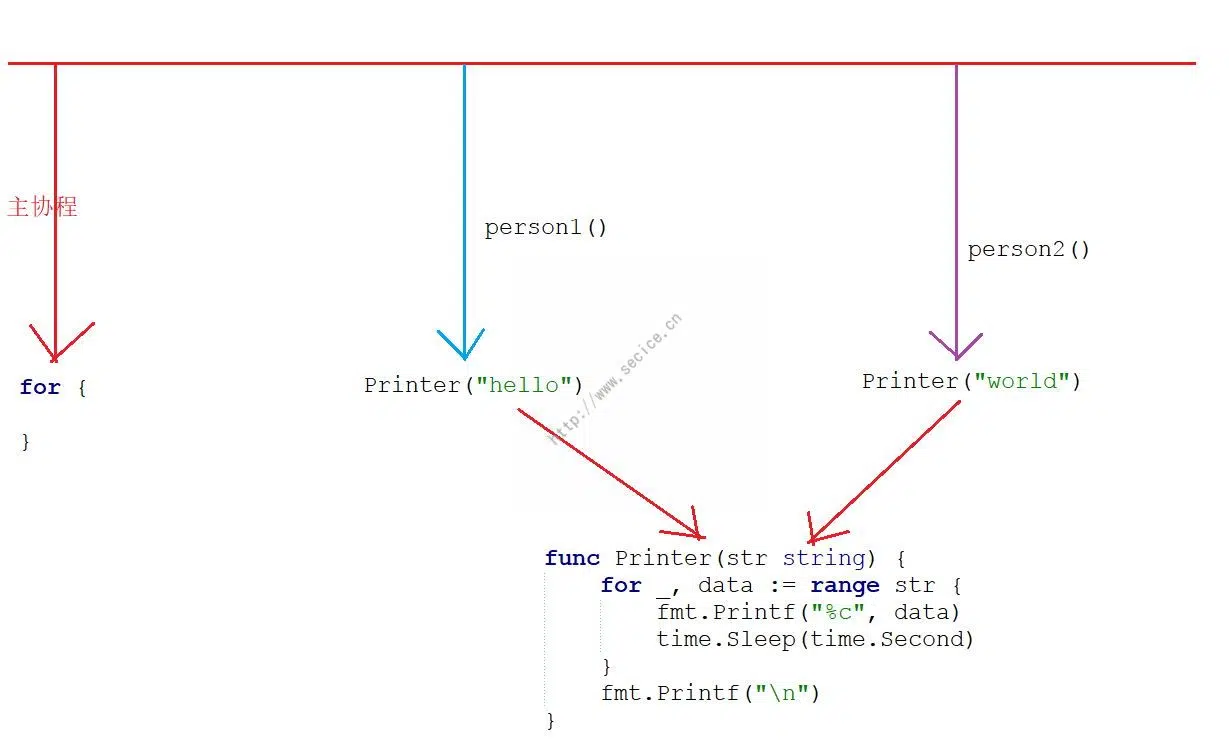 主协程
person1()
person2()
for {
}
Printer("hello")
Printer("world")
http://www.secice.cn
func Printer(str string) {
    for _, data := range str {
        fmt.Printf("%c", data)
        time.Sleep(time.Second)
    }
    fmt.Printf("\n")
}